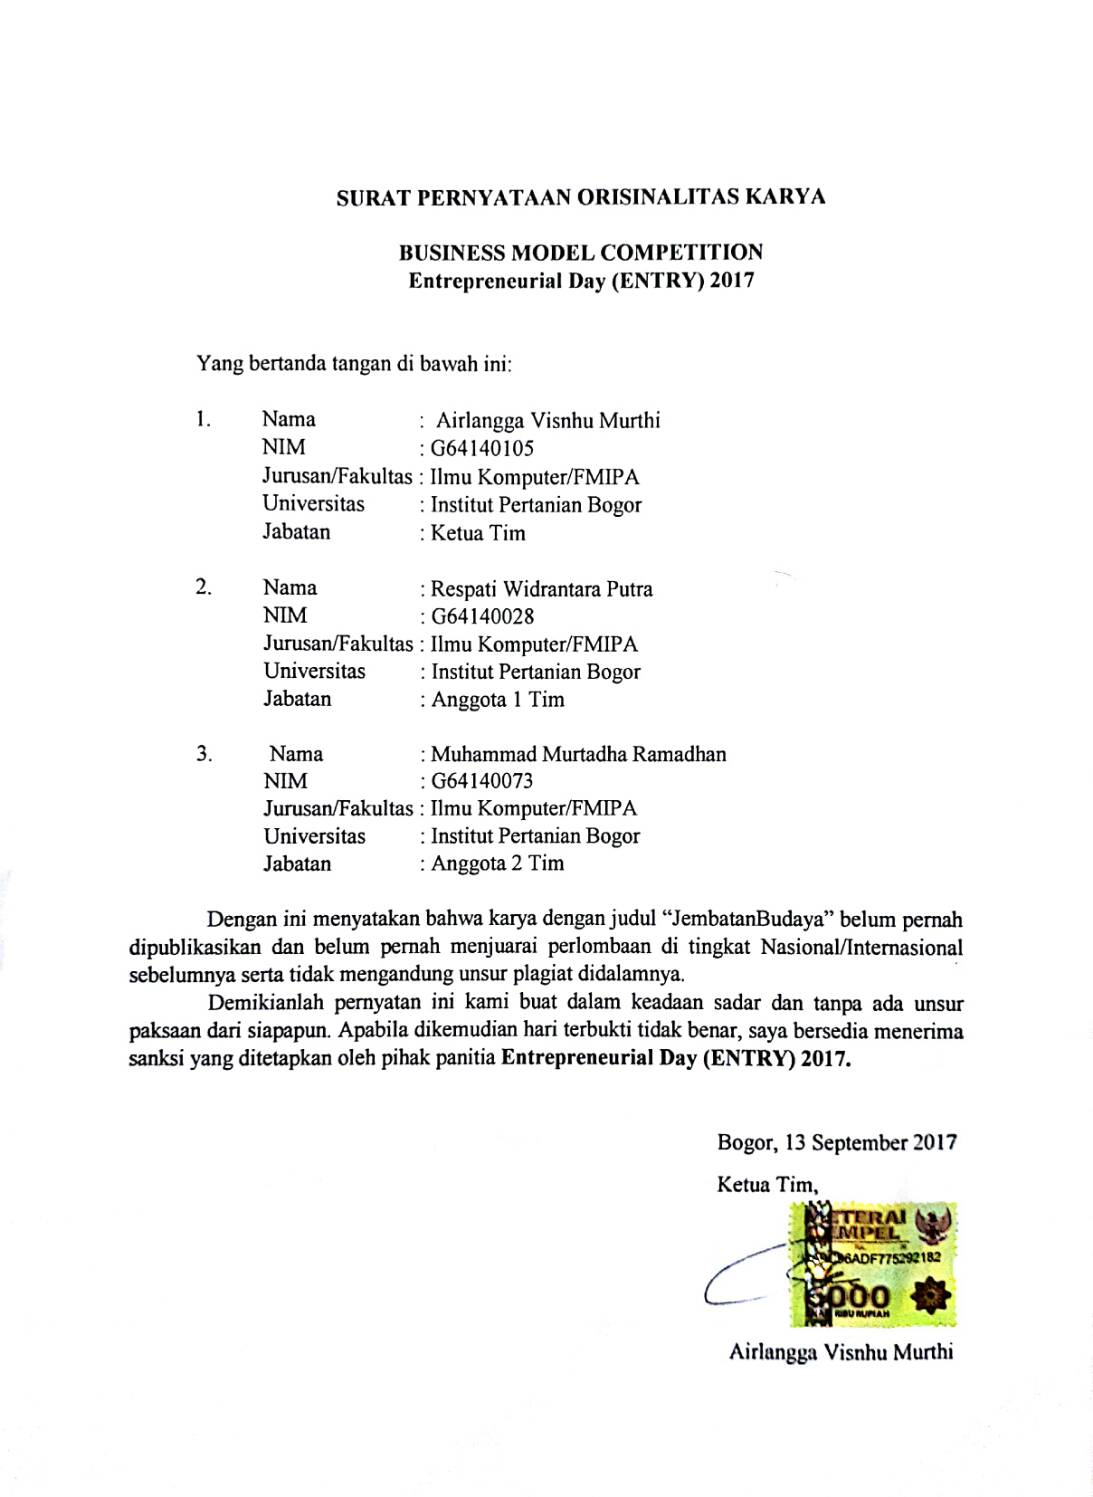 SURAT PERNYATAAN ORISINALITAS KARYA
BUSINESS MODEL COMPETITION
Entrepreneurial Day (ENTRY) 2017
Yang bertanda tangan di bawah ini:
1. Nama : Airlangga Visnhu Murthi
NIM : G64140105
Jurusan/Fakultas : Ilmu Komputer/FMIPA
Universitas : Institut Pertanian Bogor
Jabatan : Ketua Tim
2. Nama : Respati Widrantara Putra
NIM : G64140028
Jurusan/Fakultas : Ilmu Komputer/FMIPA
Universitas : Institut Pertanian Bogor
Jabatan : Anggota 1 Tim
3. Nama : Muhammad Murtadha Ramadhan
NIM : G64140073
Jurusan/Fakultas : Ilmu Komputer/FMIPA
Universitas : Institut Pertanian Bogor
Jabatan : Anggota 2 Tim
Dengan ini menyatakan bahwa karya dengan judul “JembatanBudaya” belum pernah
dipublikasikan dan belum pernah menjuarai perlombaan di tingkat Nasional/Internasional
sebelumnya serta tidak mengandung unsur plagiat didalamnya.
Demikianlah pernyatan ini kami buat dalam keadaan sadar dan tanpa ada unsur
paksaan dari siapapun. Apabila dikemudian hari terbukti tidak benar, saya bersedia menerima
sanksi yang ditetapkan oleh pihak panitia Entrepreneurial Day (ENTRY) 2017.
Bogor, 13 September 2017
Ketua Tim,
METERAI
TEMPEL
6ADF775292182
6000
RIBU RUPIAH
Airlangga Visnhu Murthi